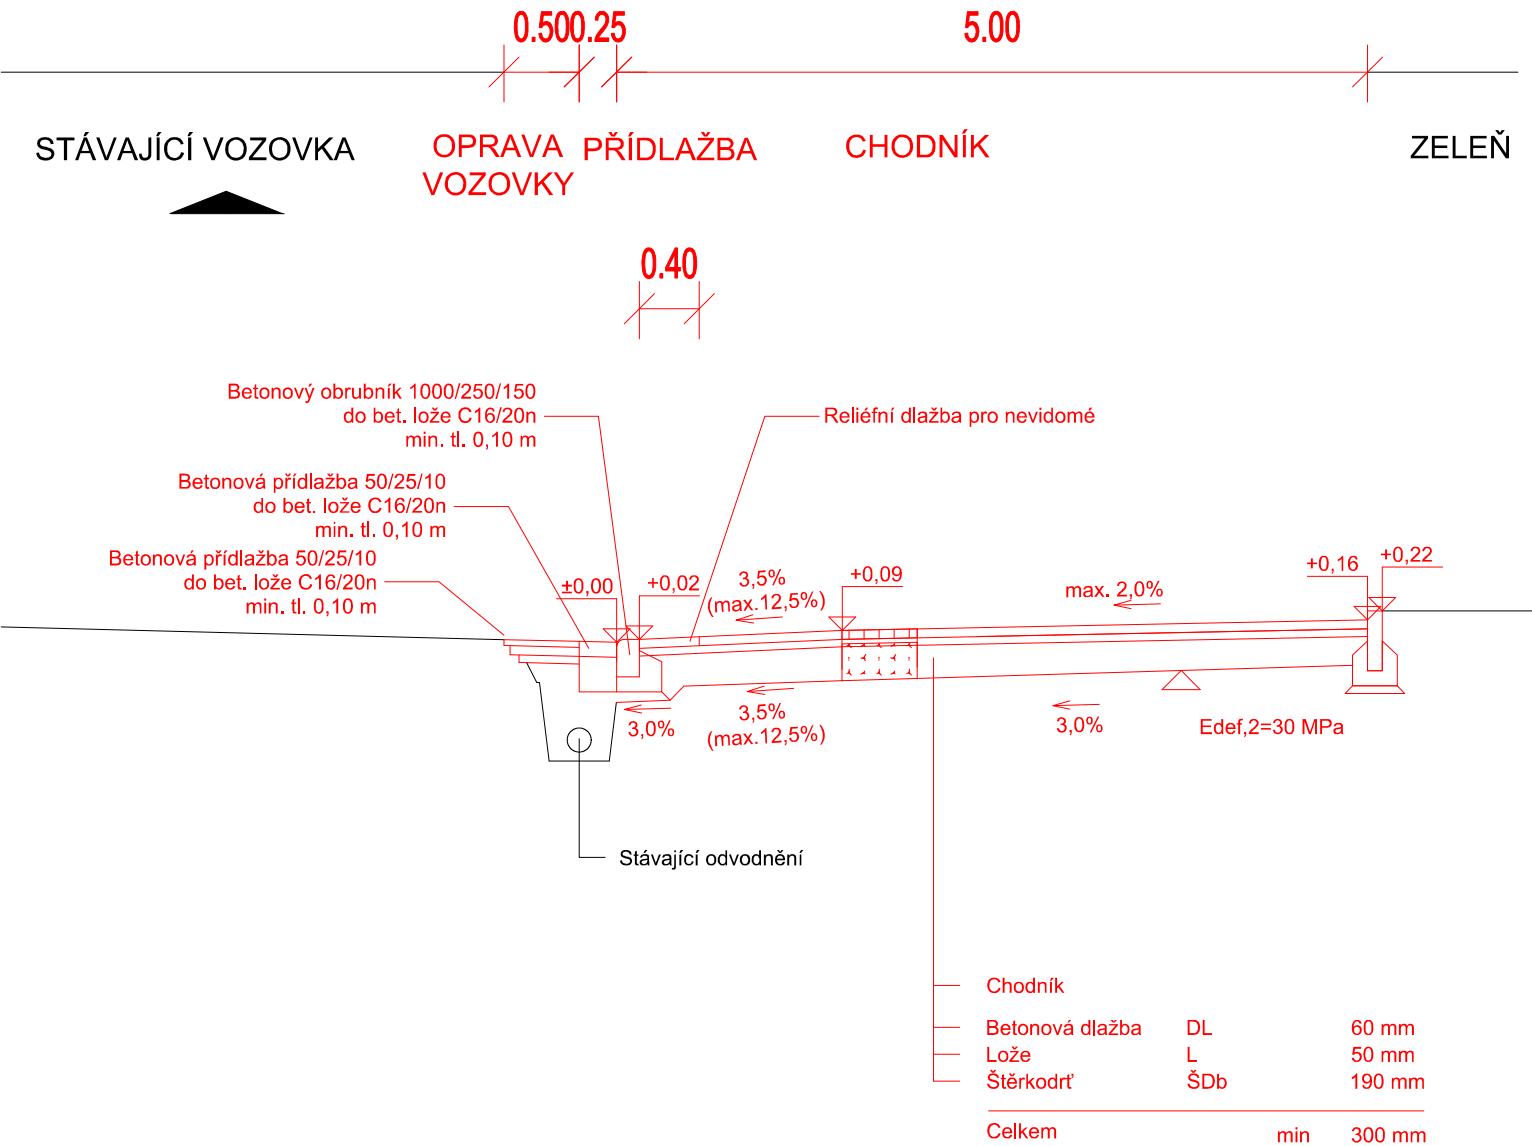 0.50 0.25 5.00
STÁVAJÍCÍ VOZOVKA
OPRAVA
VOZOVKY
PŘÍDLAŽBA
CHODNÍK
ZELEŇ
0.40
Betonový obrubník 1000/250/150
do bet. lože C16/20n
min. tl. 0,10 m
Reliéfní dlažba pro nevidomé
Betonová přídlažba 50/25/10
do bet. lože C16/20n
min. tl. 0,10 m
Betonová přídlažba 50/25/10
do bet. lože C16/20n
min. tl. 0,10 m
±0,00
+0,02
3,5%
(max.12,5%)
+0,09
max. 2,0%
+0,16
+0,22
3,0%
3,5%
(max.12,5%)
3,0%
Edef,2=30 MPa
Stávající odvodnění
Chodník
Betonová dlažba DL 60 mm
Lože L 50 mm
Štěrkodrť ŠDb 190 mm
Celkem min 300 mm